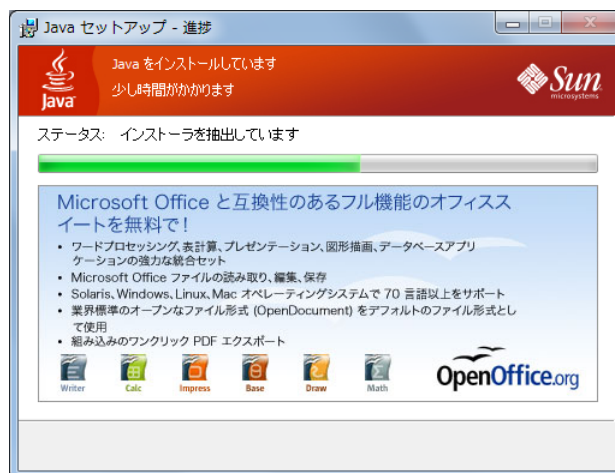 Java セットアップ - 進捗
Java をインストールしています
少し時間がかかります
Java
Sun
microsystems
ステータス: インストーラを抽出しています
Microsoft Office と互換性のあるフル機能のオフィスス
イートを無料で!
• ワードプロセッシング、表計算、プレゼンテーション、図形描画、データベースアプリ
ケーションの強力な統合セット
• Microsoft Office ファイルの読み取り、編集、保存
• Solaris、Windows、Linux、Mac オペレーティングシステムで 70 言語以上をサポート
• 業界標準のオープンなファイル形式 (OpenDocument) をデフォルトのファイル形式とし
て使用
• 組み込みのワンクリック PDF エクスポート
Writer Calc Impress Base Draw Math
OpenOffice.org